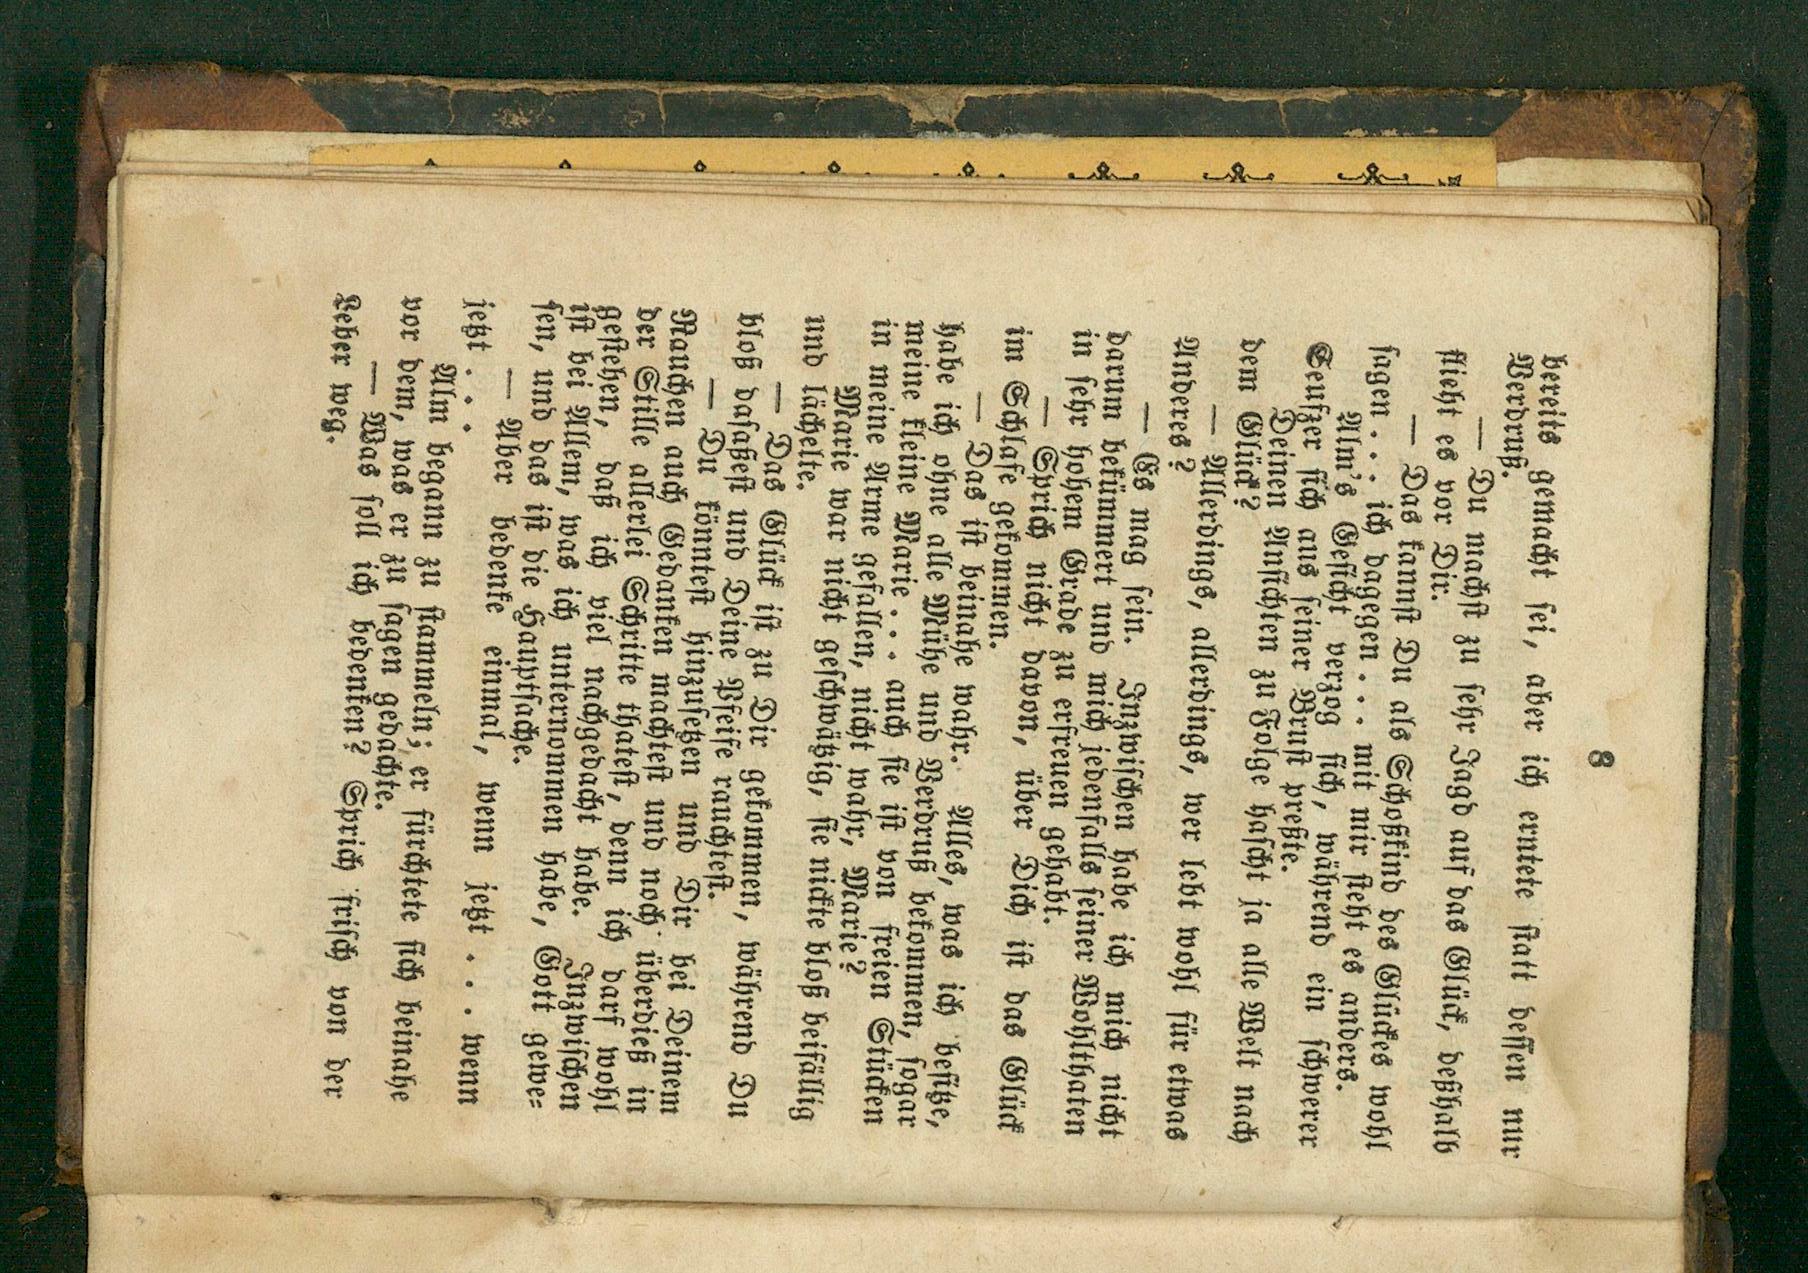 8
bereits gemacht sei, aber ich erntete statt dessen nur
Verdruß.
— Du machst zu sehr Jagd auf das Glück, deßhalb
flieht es vor Dir.
— Das kannst Du als Schoßkind des Glückes wohl
sagen . . . ich dagegen . . . mit mir steht es anders.
Alm's Gesicht verzog sich, während ein schwerer
Seufzer sich aus seiner Brust preßte.
Deinen Ansichten zu Folge hascht ja alle Welt nach
dem Glück?
— Allerdings, allerdings, wer lebt wohl für etwas
Anderes?
— Es mag sein. Inzwischen habe ich mich nicht
darum bekümmert und mich jedenfalls seiner Wohlthaten
in sehr hohem Grade zu erfreuen gehabt.
— Sprich nicht davon, über Dich ist das Glück
im Schlafe gekommen.
— Das ist beinahe wahr. Alles, was ich besitze,
habe ich ohne alle Mühe und Verdruß bekommen, sogar
meine kleine Marie . . . auch sie ist von freien Stücken
in meine Arme gefallen, nicht wahr, Marie?
Marie war nicht geschwätzig, sie nickte bloß beifällig
und lächelte.
— Das Glück ist zu Dir gekommen, während Du
bloß dasaßest und Deine Pfeife rauchtest.
— Du könntest hinzusetzen und Dir bei Deinem
Rauchen auch Gedanken machtest und noch überdieß in
der Stille allerlei Schritte thatest, denn ich darf wohl
gestehen, daß ich viel nachgedacht habe. Inzwischen
ist bei Allem, was ich unternommen habe, Gott gewe-
sen, und das ist die Hauptsache.
— Aber bedenke einmal, wenn jetzt . . . wenn
jetzt . . .
Alm begann zu stammeln; er fürchtete sich beinahe
vor dem, was er zu sagen gedachte.
— Was soll ich bedenken? Sprich frisch von der
Leber weg.